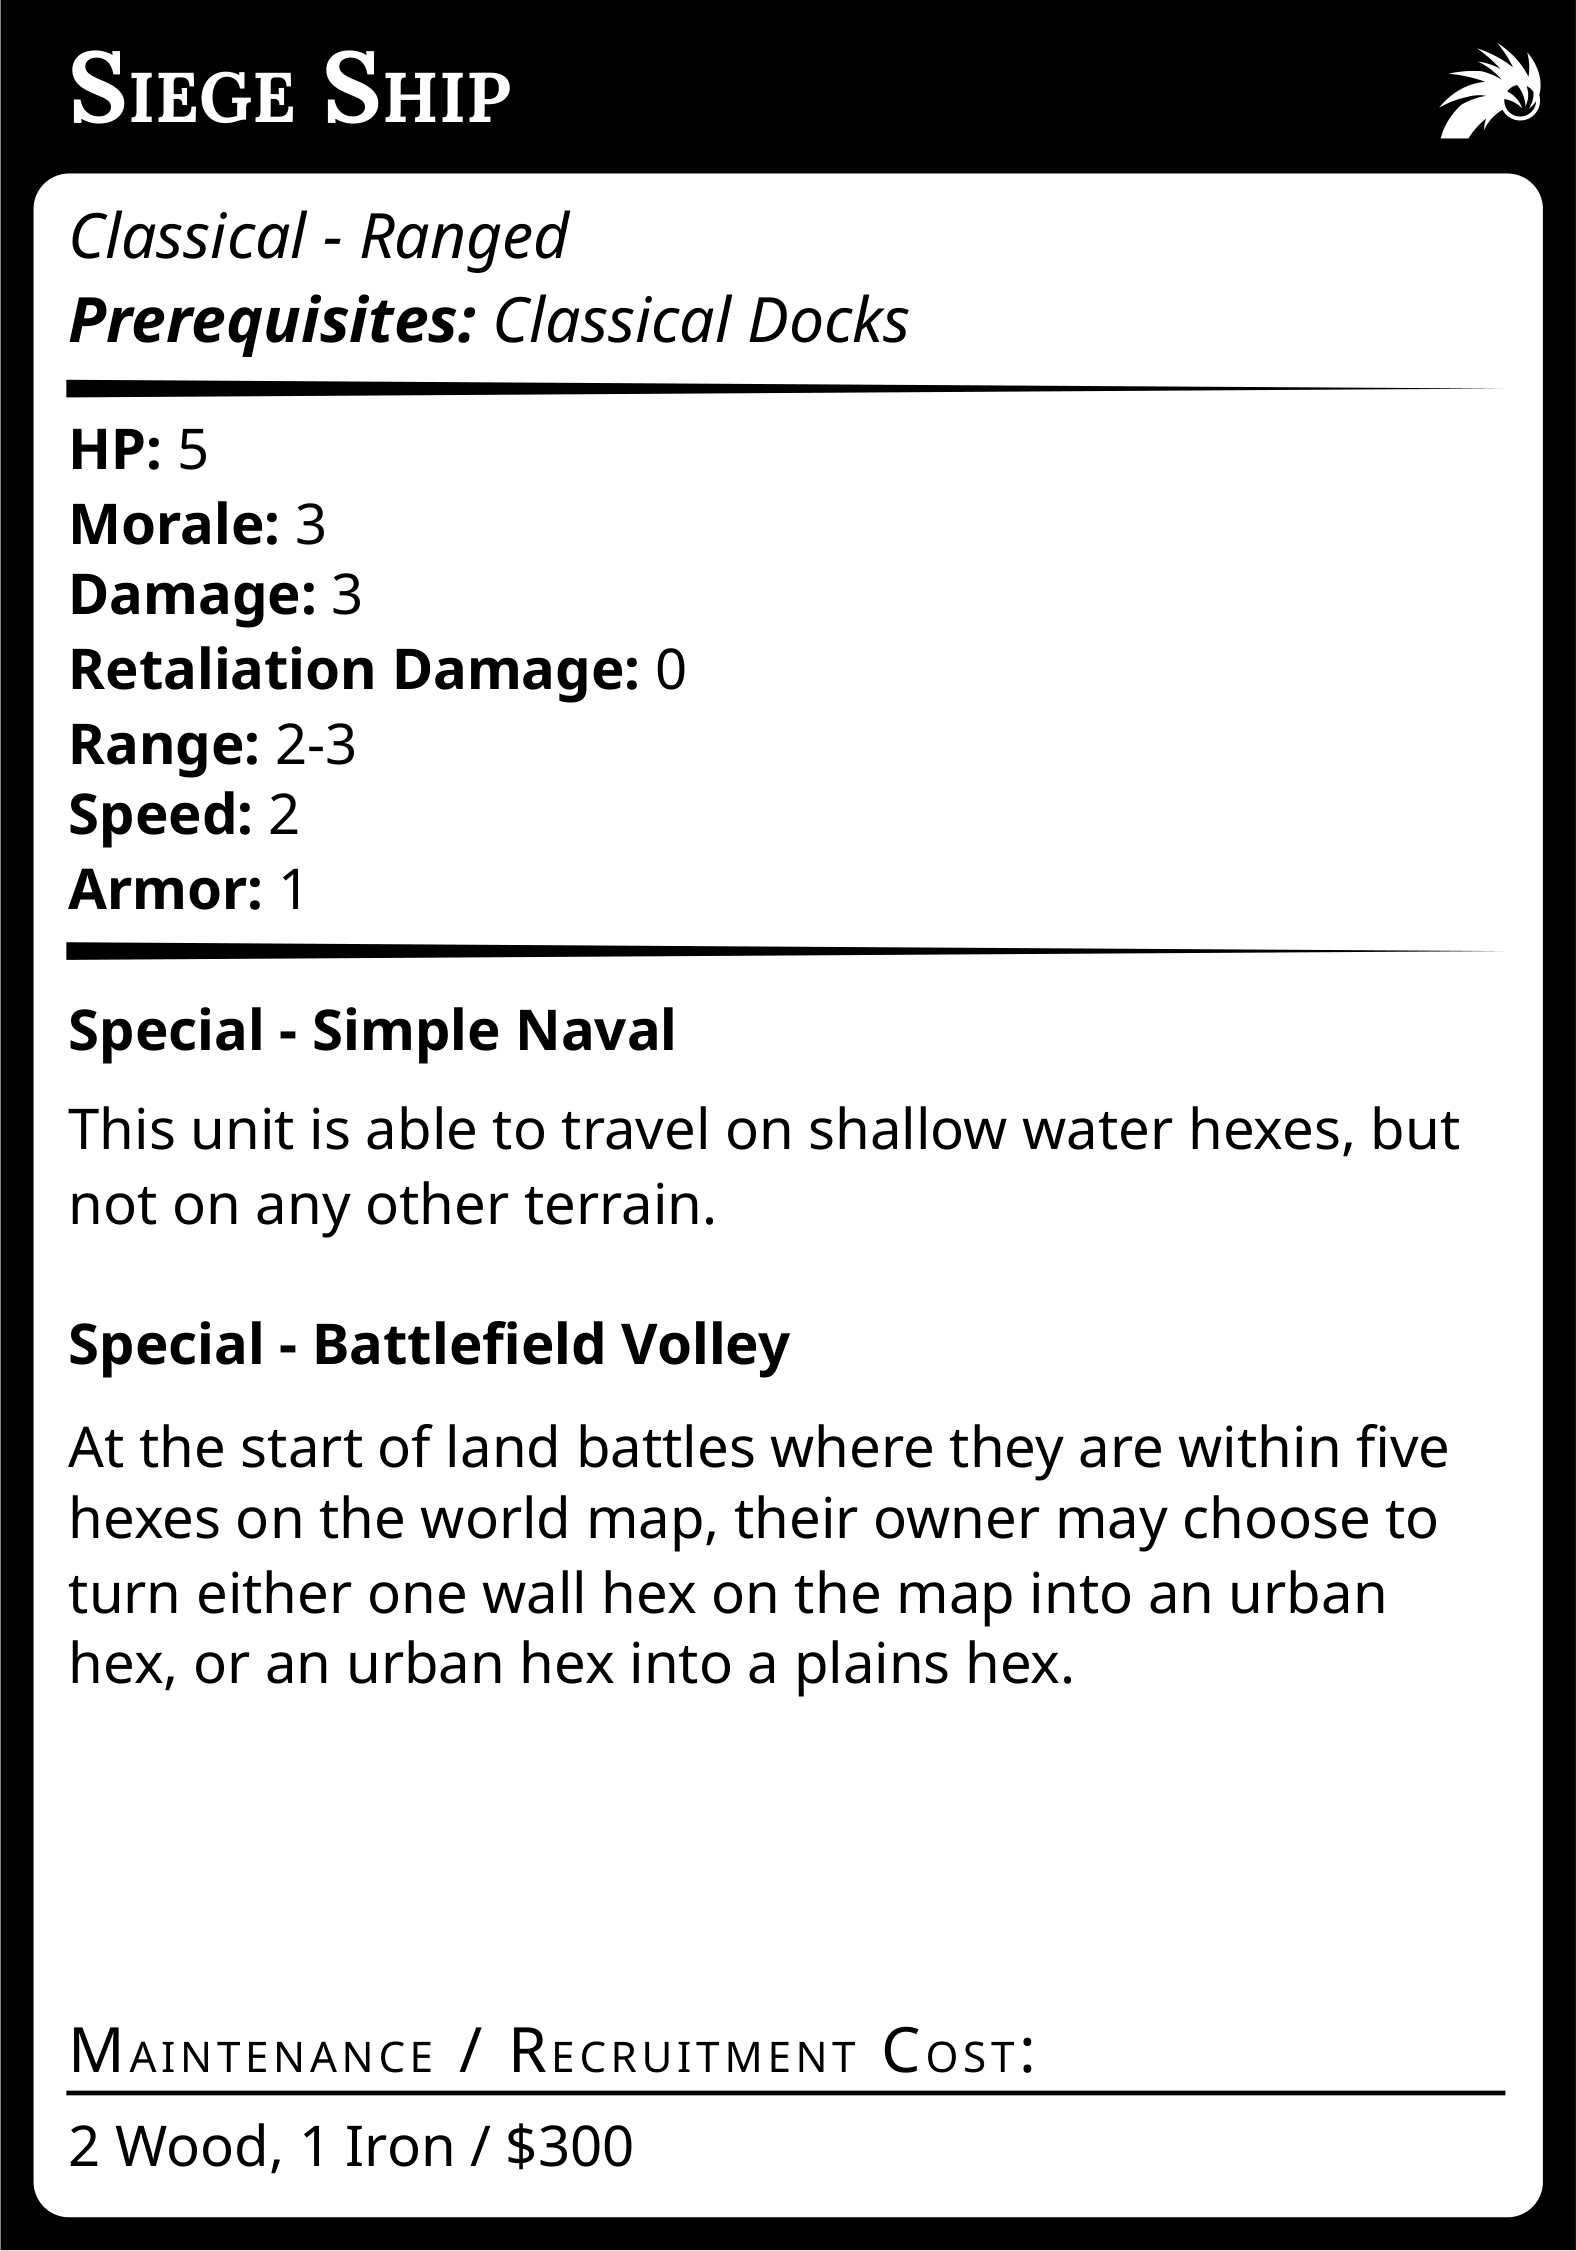 Siege Ship
Classical - Ranged
Prerequisites: Classical Docks
HP: 5
Morale: 3
Damage: 3
Retaliation Damage: 0
Range: 2-3
Speed: 2
Armor: 1
Special - Simple Naval
This unit is able to travel on shallow water hexes, but
not on any other terrain.
Special - Battlefield Volley
At the start of land battles where they are within five
hexes on the world map, their owner may choose to
turn either one wall hex on the map into an urban
hex, or an urban hex into a plains hex.
Maintenance / Recruitment Cost:
2 Wood, 1 Iron / $300